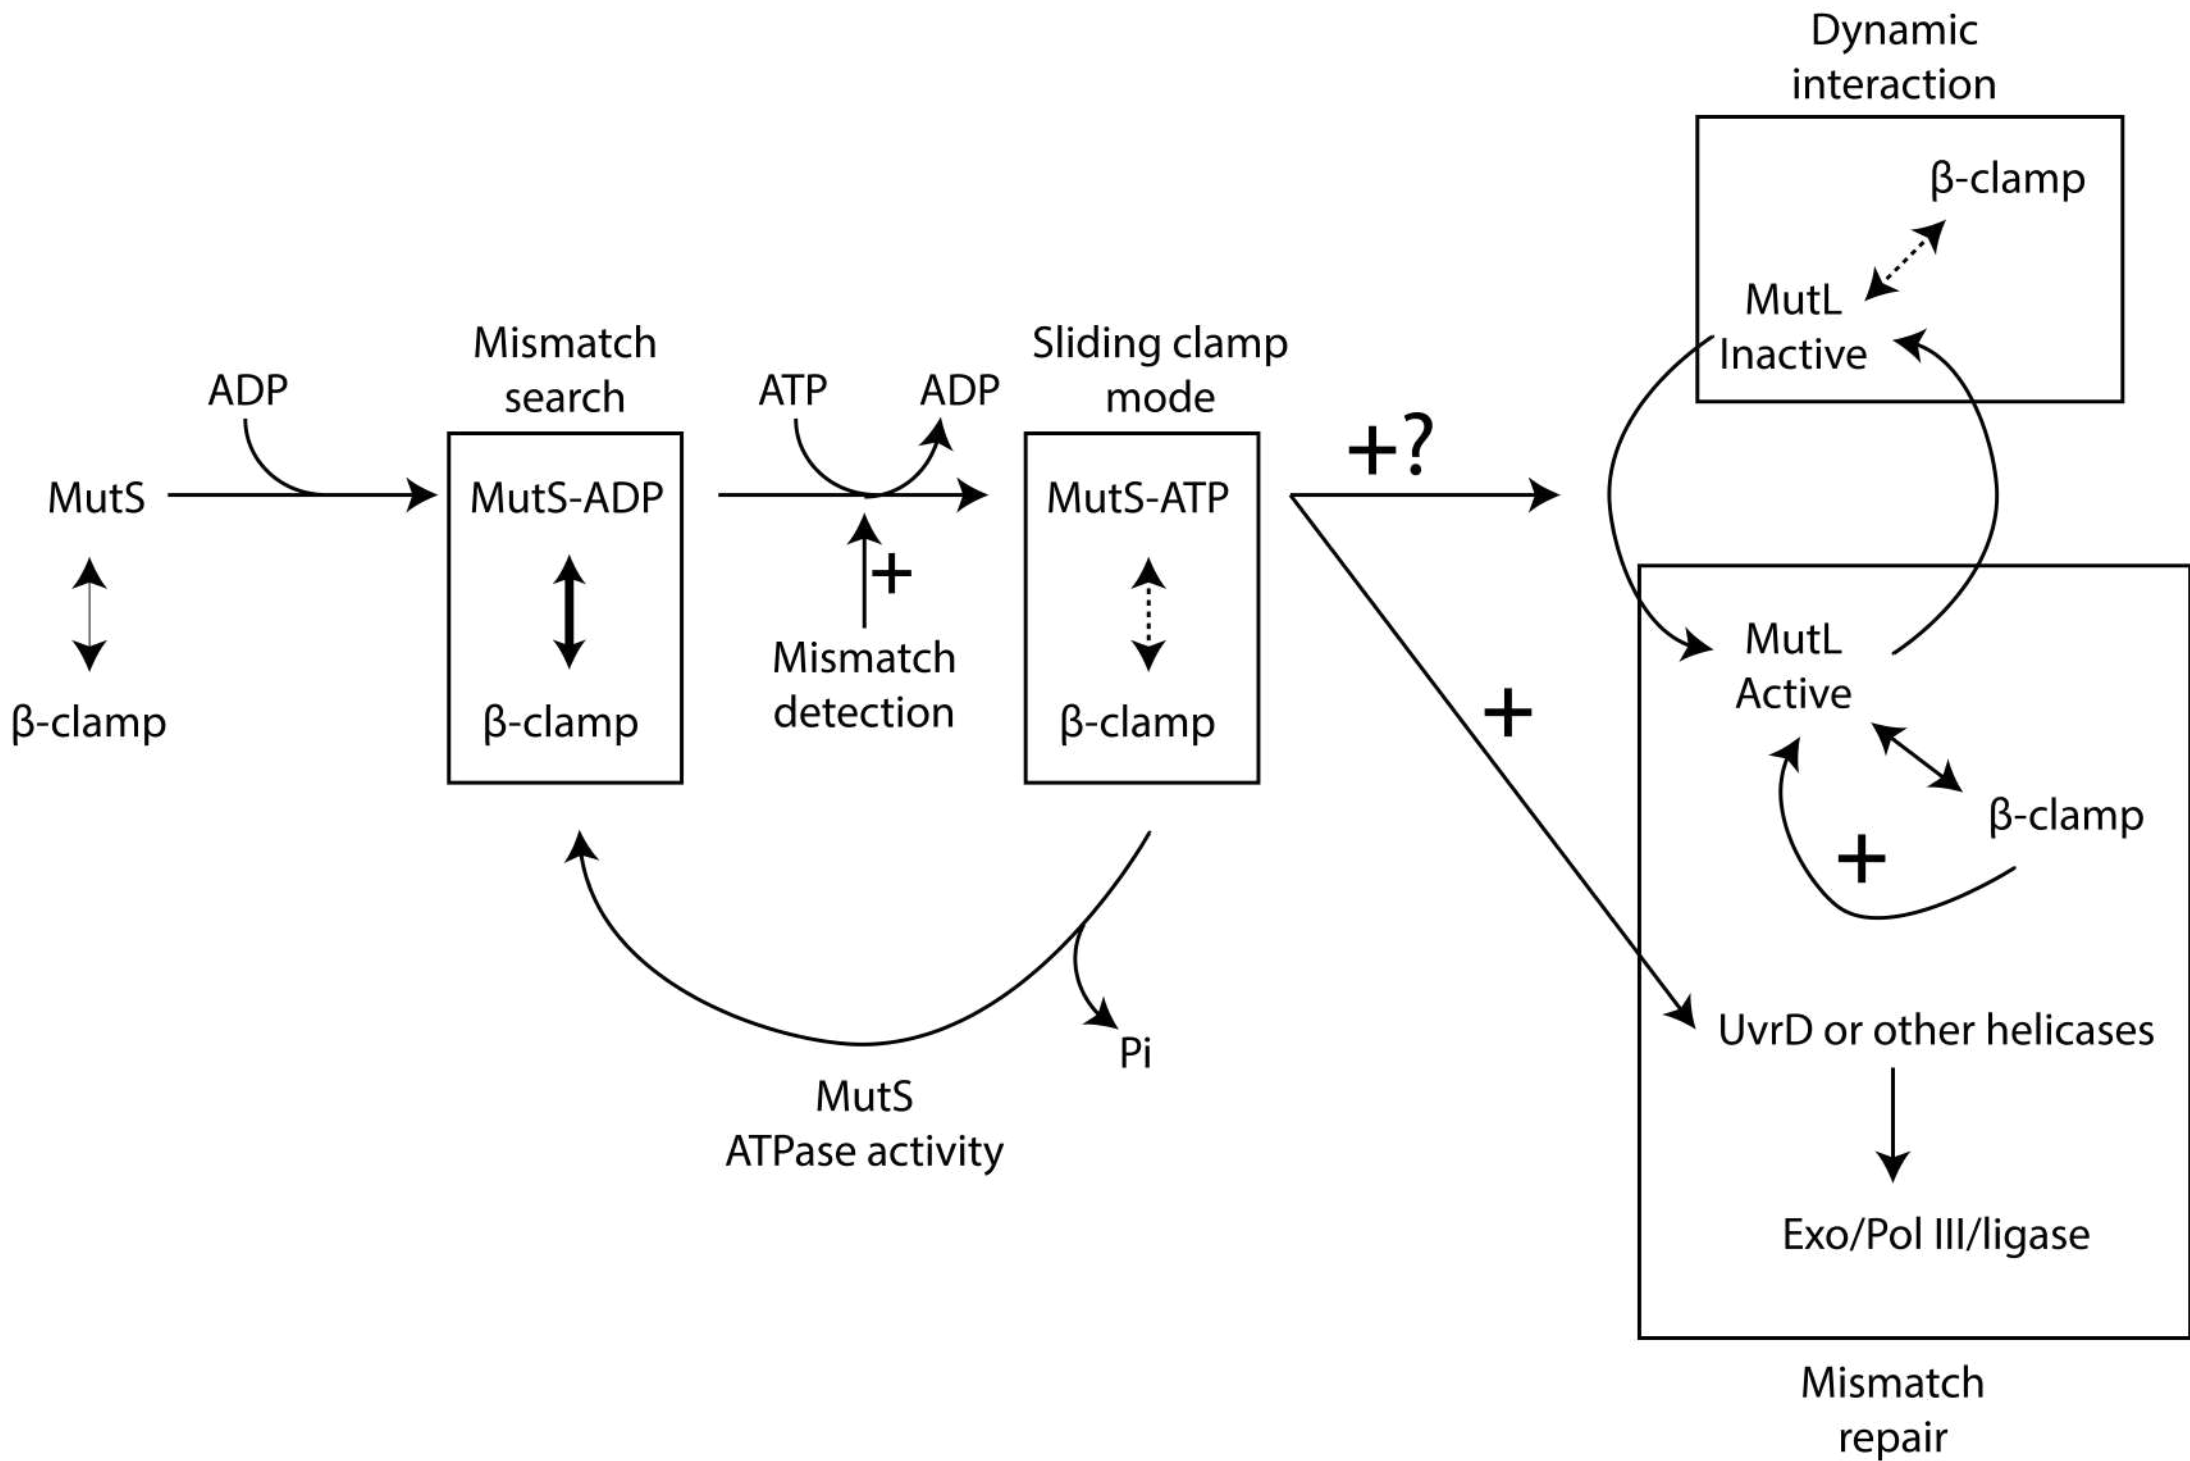 Dynamic
interaction
β-clamp
MutL
Inactive
Mismatch
search
Sliding clamp
mode
ADP
ATP
ADP
+?
MutS
MutS-ADP
MutS-ATP
+
Mismatch
detection
β-clamp
β-clamp
β-clamp
MutL
Active
+
β-clamp
+
UvrD or other helicases
Pi
MutS
ATPase activity
Exo/Pol III/ligase
Mismatch
repair